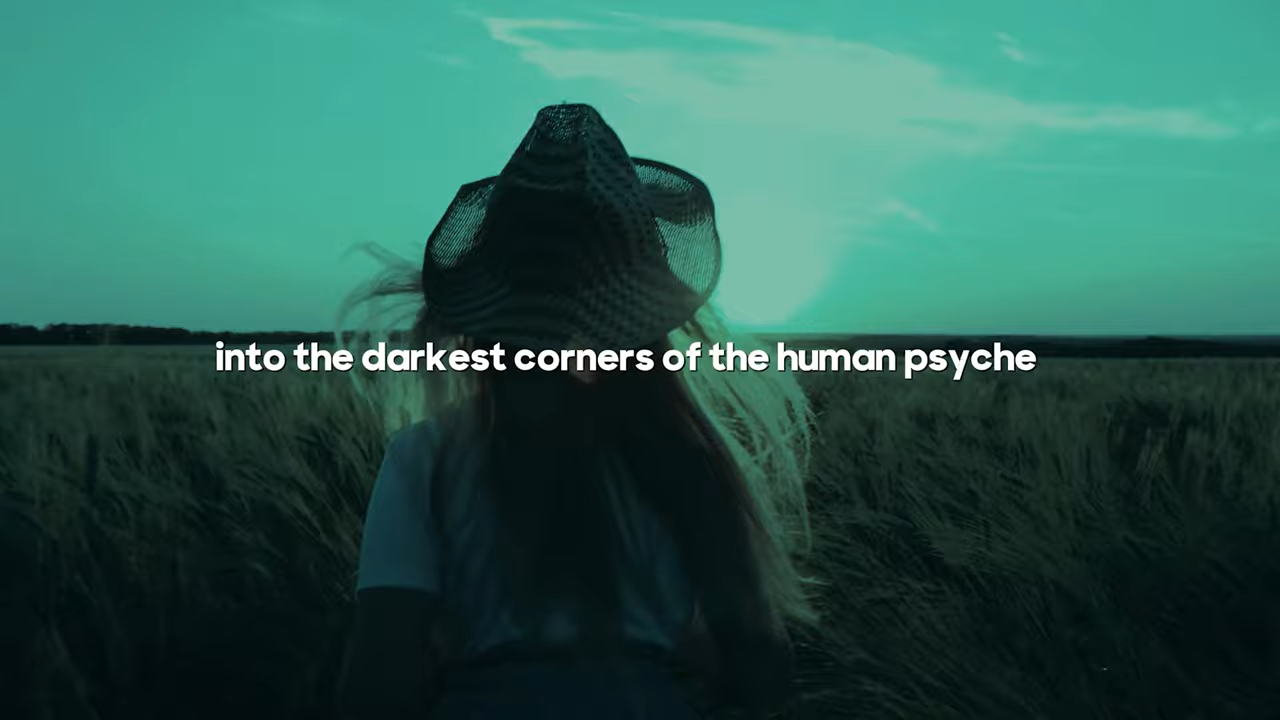 into the darkest corners of the human psyche